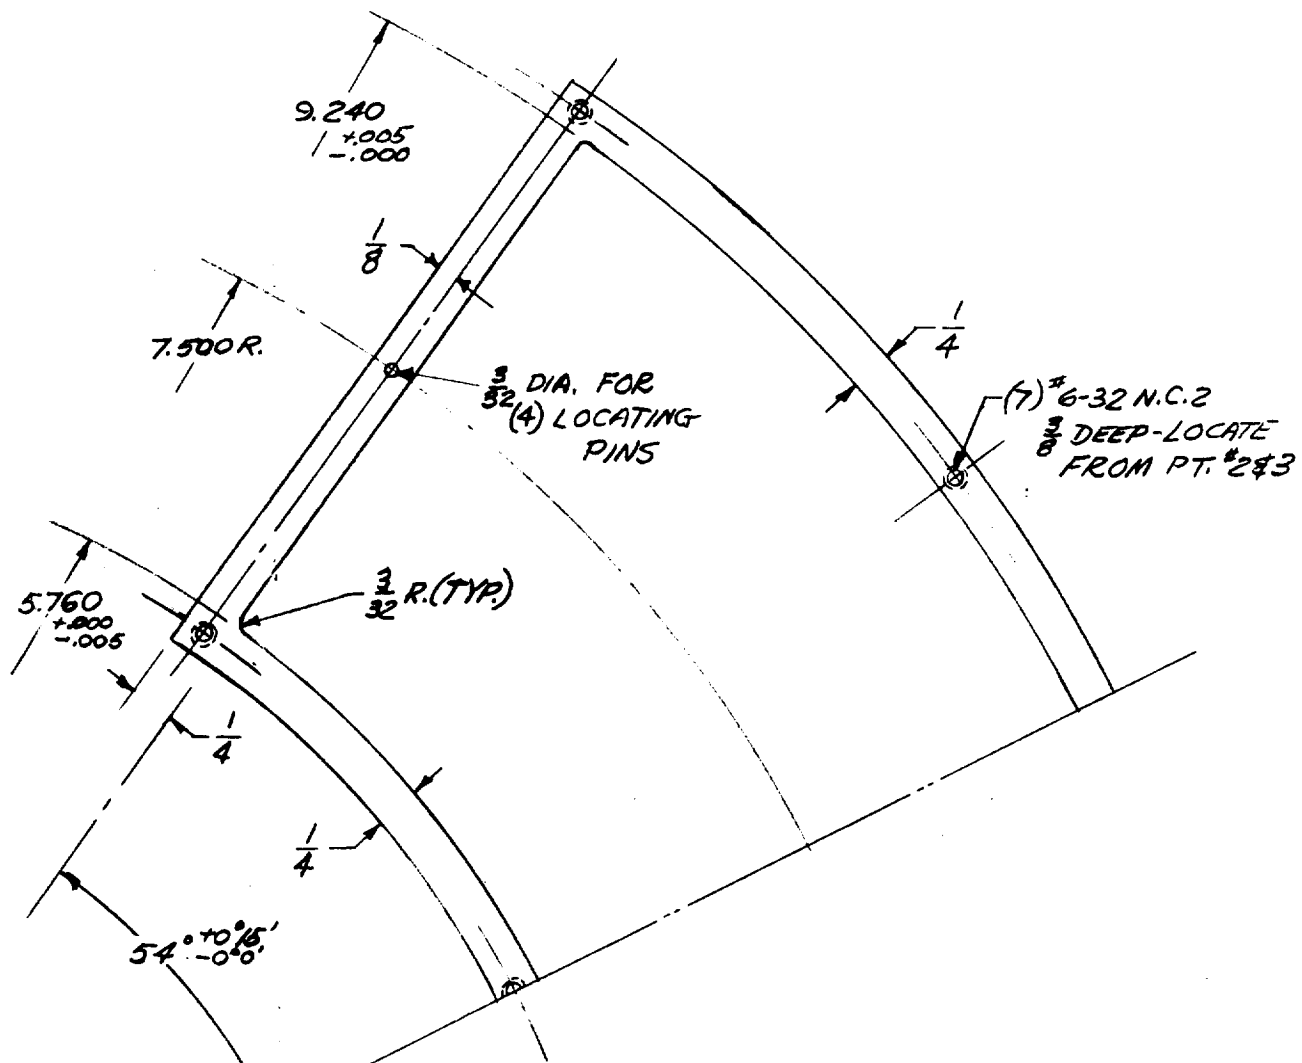 9.240
+.005
-.000
1/8
7.500 R.
1/4
3/32 DIA. FOR
(4) LOCATING
PINS
(7) #6-32 N.C.2
3/8 DEEP-LOCATE
FROM PT. #2&3
5.760
+.000
-.005
3/32 R.(TYP.)
1/4
1/4
54° +0°15'
-0°0'